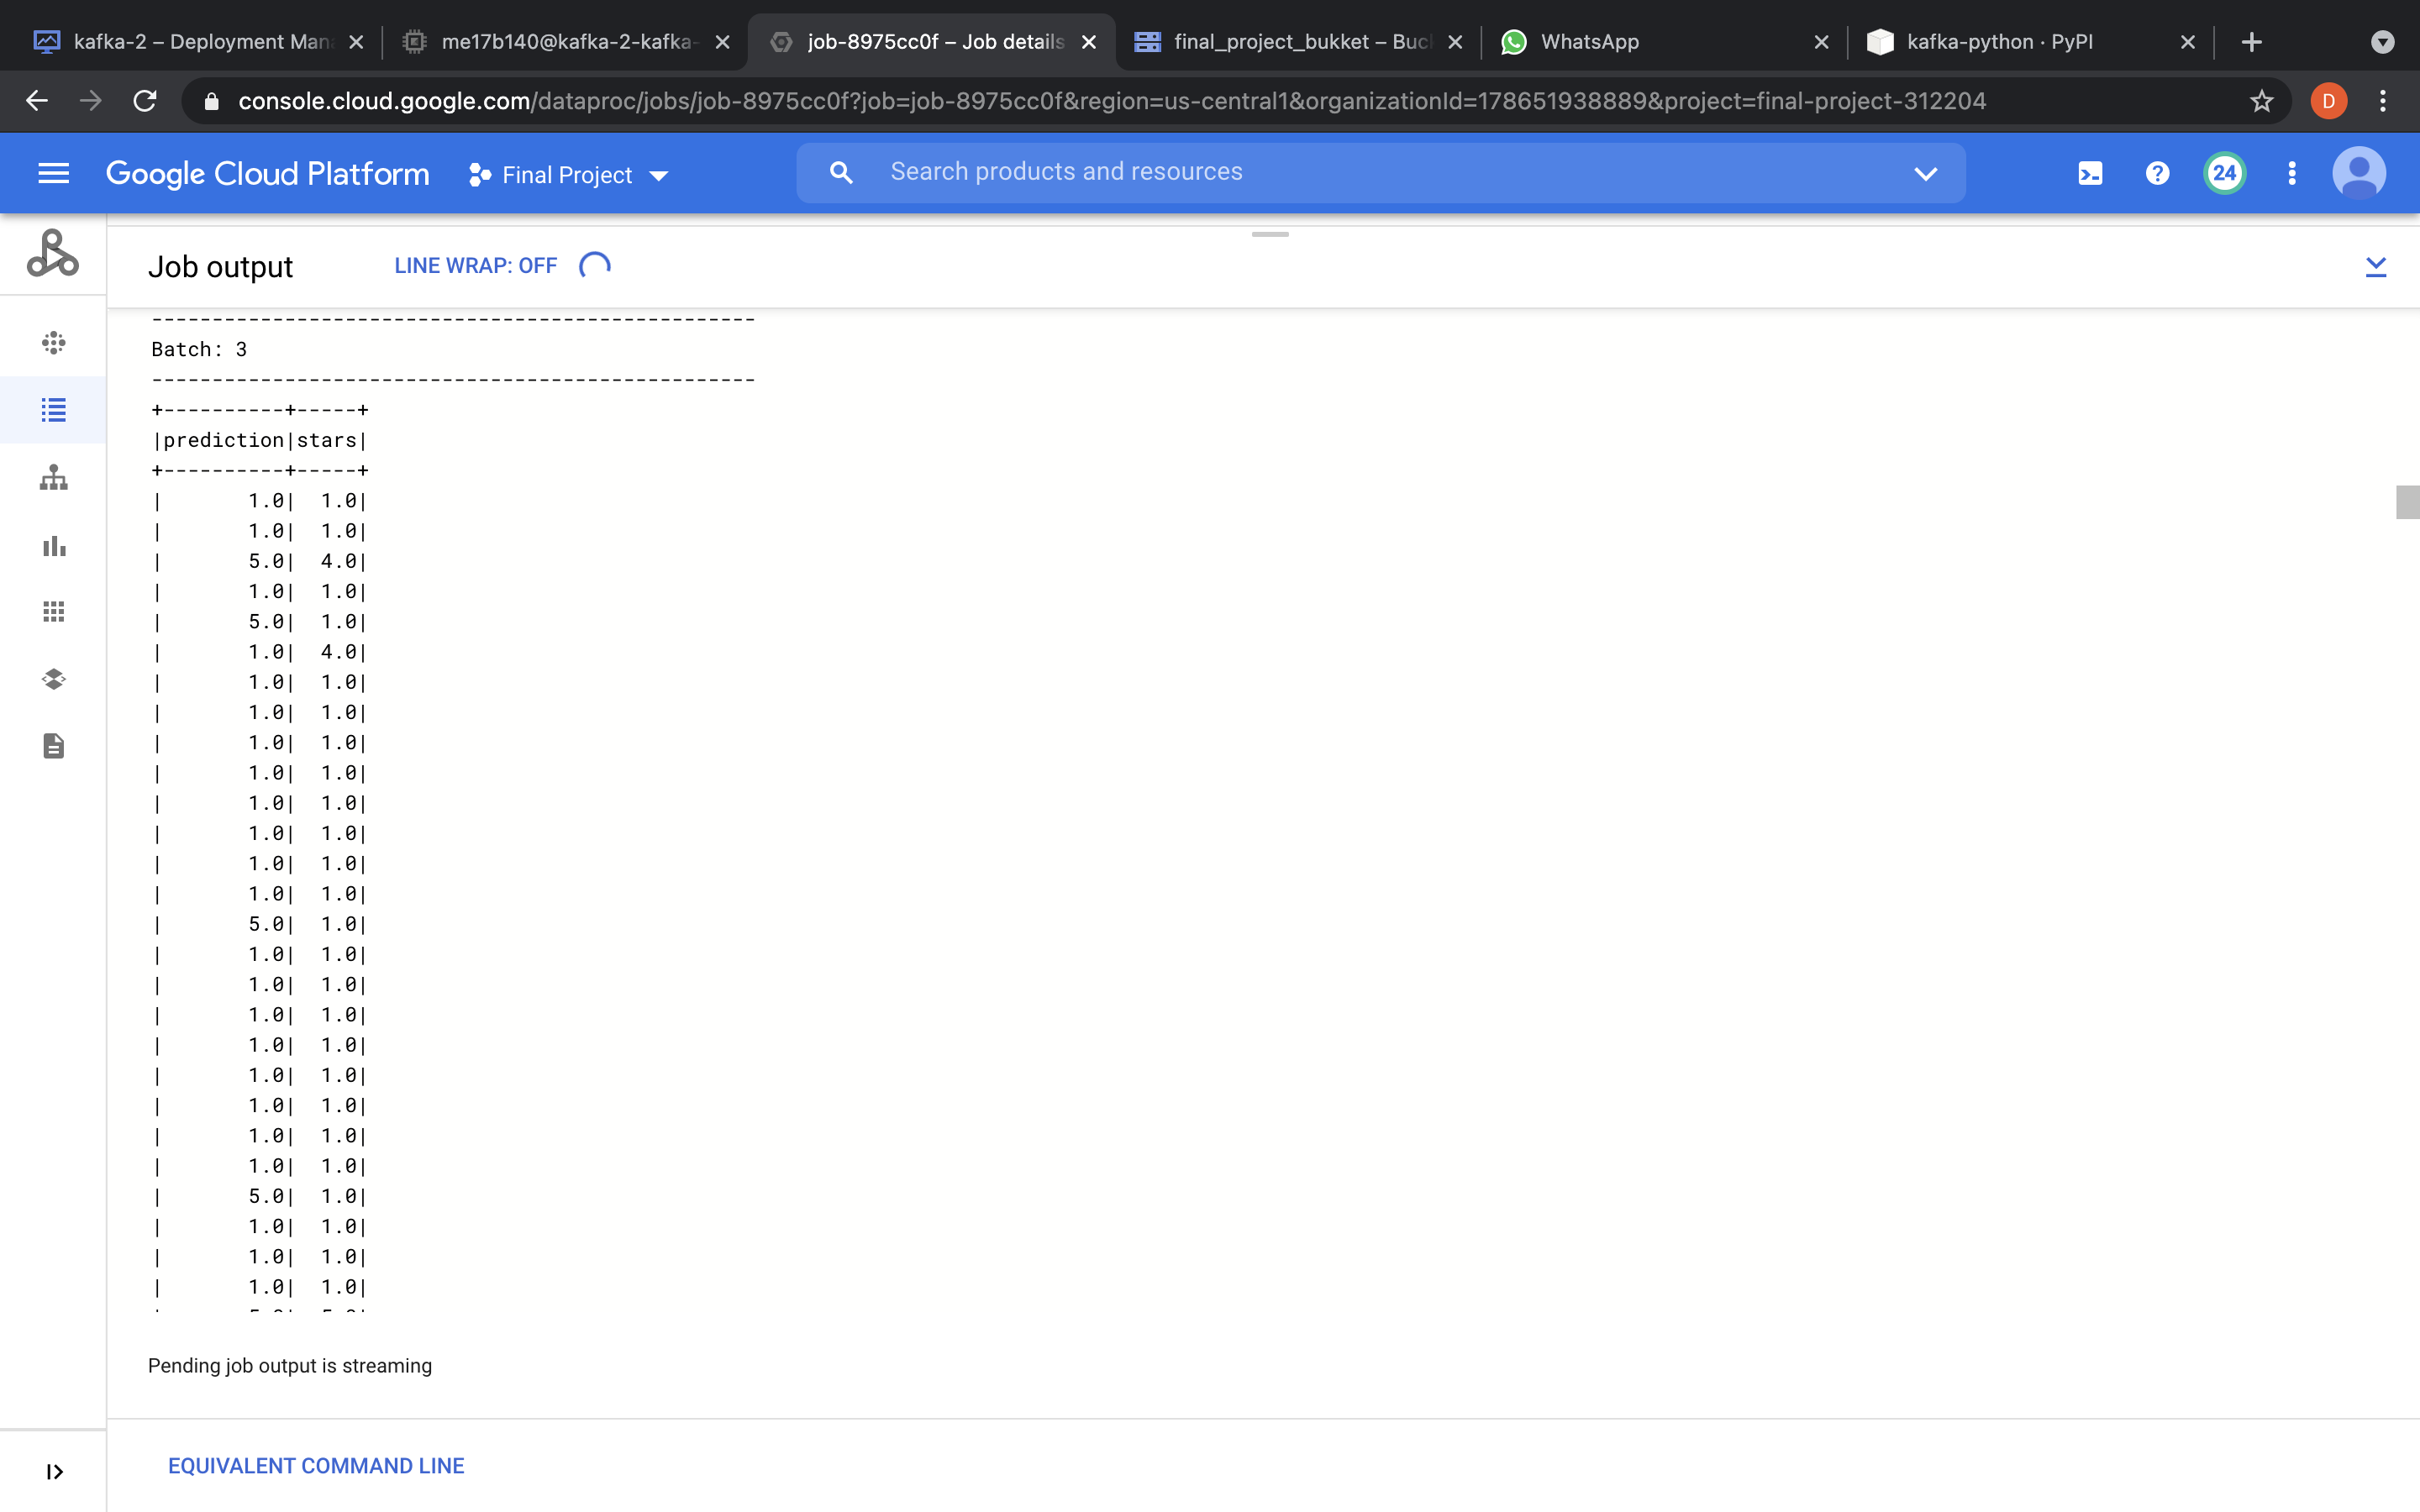 kafka-2 – Deployment Man
me17b140@kafka-2-kafka-
job-8975cc0f – Job details
final_project_bukket – Buc
WhatsApp
kafka-python · PyPI
console.cloud.google.com/dataproc/jobs/job-8975cc0f?job=job-8975cc0f&region=us-central1&organizationId=178651938889&project=final-project-312204
D
Google Cloud Platform
Final Project
Search products and resources
24
Job output
LINE WRAP: OFF
--------------------------------------------------
Batch: 3
--------------------------------------------------
+----------+-----+
|prediction|stars|
+----------+-----+
|       1.0|  1.0|
|       1.0|  1.0|
|       5.0|  4.0|
|       1.0|  1.0|
|       5.0|  1.0|
|       1.0|  4.0|
|       1.0|  1.0|
|       1.0|  1.0|
|       1.0|  1.0|
|       1.0|  1.0|
|       1.0|  1.0|
|       1.0|  1.0|
|       1.0|  1.0|
|       1.0|  1.0|
|       5.0|  1.0|
|       1.0|  1.0|
|       1.0|  1.0|
|       1.0|  1.0|
|       1.0|  1.0|
|       1.0|  1.0|
|       1.0|  1.0|
|       1.0|  1.0|
|       1.0|  1.0|
|       5.0|  1.0|
|       1.0|  1.0|
|       1.0|  1.0|
|       1.0|  1.0|
Pending job output is streaming
EQUIVALENT COMMAND LINE